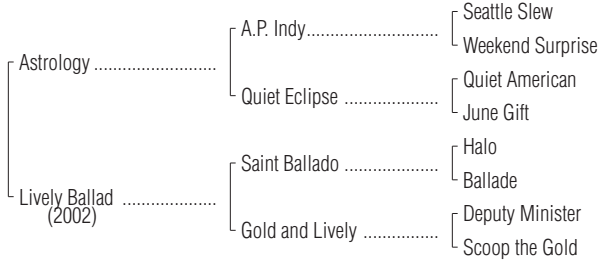 Seattle Slew
A.P. Indy..............................
Weekend Surprise
Astrology ...........................
Quiet American
Quiet Eclipse .....................
June Gift
Halo
Saint Ballado .....................
Ballade
Lively Ballad .....................
(2002)
Deputy Minister
Gold and Lively .................
Scoop the Gold